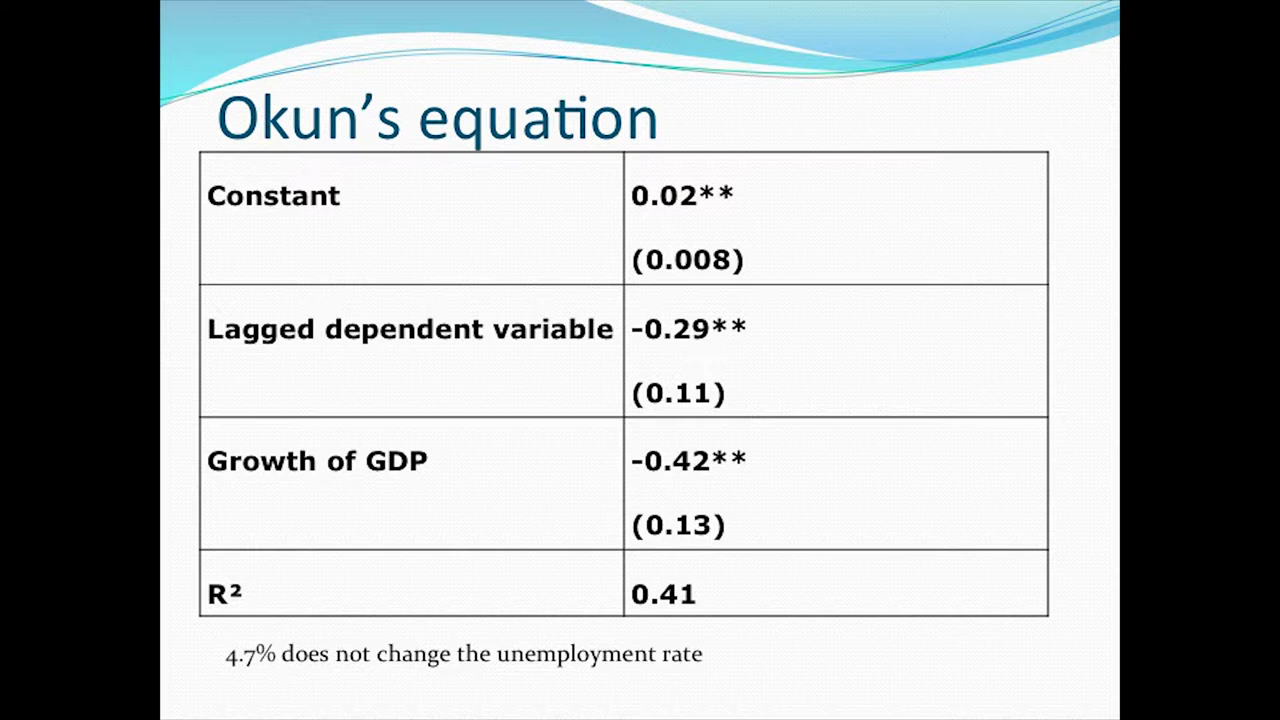 Okun's equation
Constant 0.02**
(0.008)
Lagged dependent variable -0.29**
(0.11)
Growth of GDP -0.42**
(0.13)
R² 0.41
4.7% does not change the unemployment rate